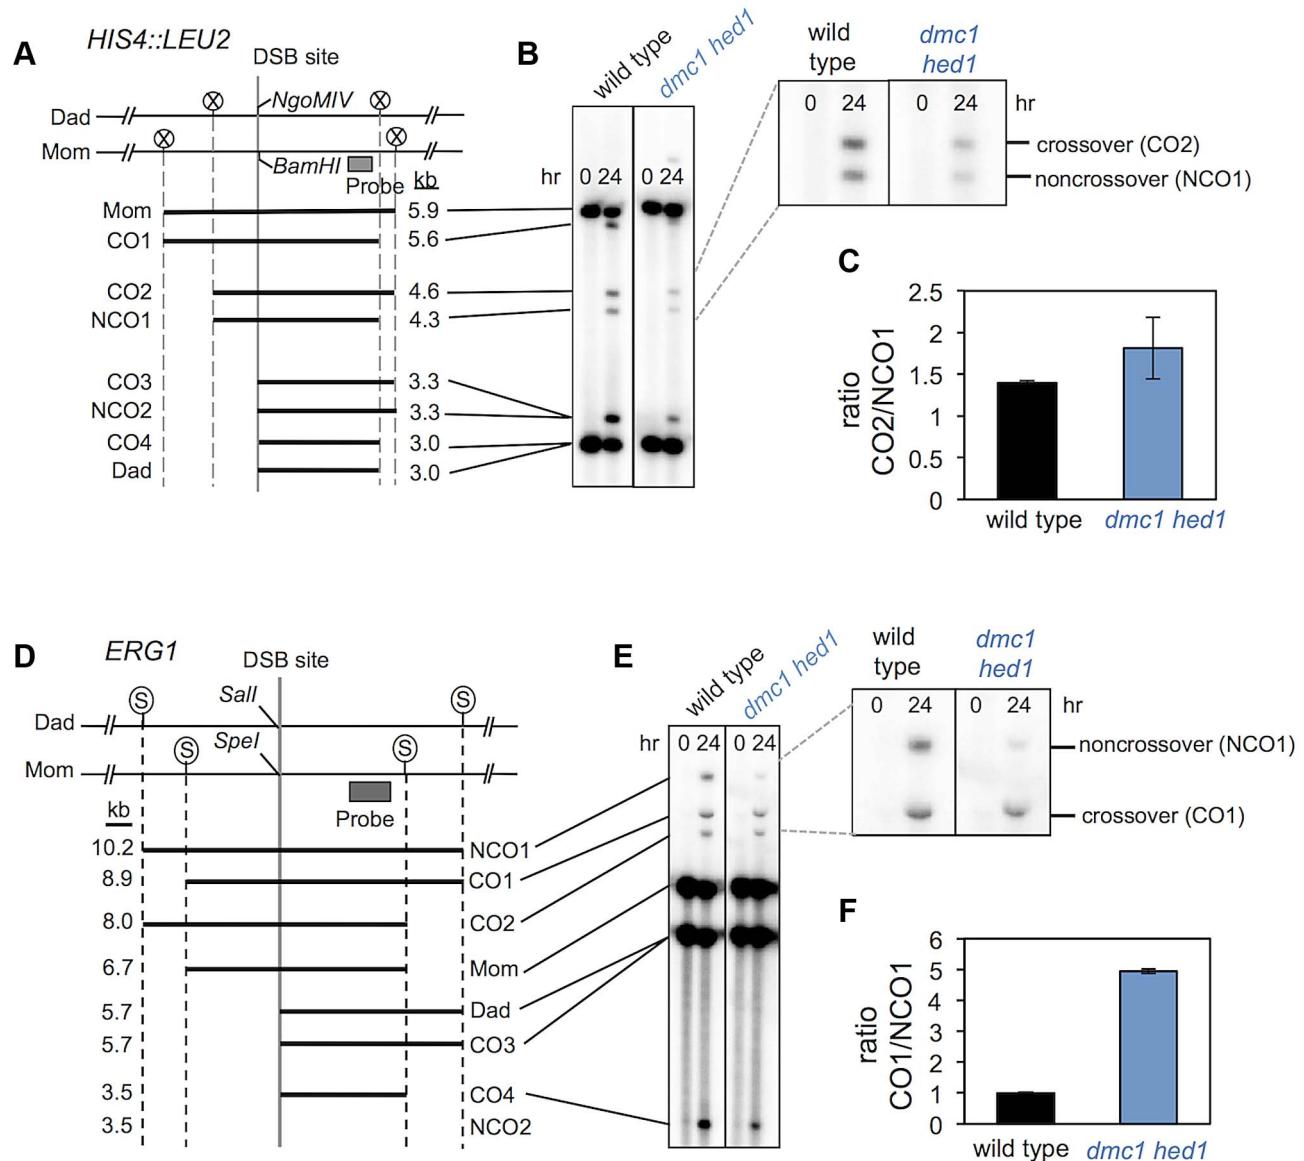 A
HIS4::LEU2
DSB site
X
X
NgoMIV
Dad
X
X
Mom
BamHI
Probe
kb
Mom 5.9
CO1 5.6
CO2 4.6
NCO1 4.3
CO3 3.3
NCO2 3.3
CO4 3.0
Dad 3.0
B
wild type
dmc1 hed1
hr 0 24 0 24
wild
type
dmc1
hed1
0 24 0 24 hr
crossover (CO2)
noncrossover (NCO1)
C
ratio
CO2/NCO1
2.5
2
1.5
1
0.5
0
wild type dmc1 hed1
D
ERG1
DSB site
S
SalI
S
Dad
S
SpeI
S
Mom
kb
Probe
10.2 NCO1
8.9 CO1
8.0 CO2
6.7 Mom
5.7 Dad
5.7 CO3
3.5 CO4
3.5 NCO2
E
wild type
dmc1 hed1
hr 0 24 0 24
wild
type
dmc1
hed1
0 24 0 24 hr
noncrossover (NCO1)
crossover (CO1)
F
ratio
CO1/NCO1
6
5
4
3
2
1
0
wild type dmc1 hed1